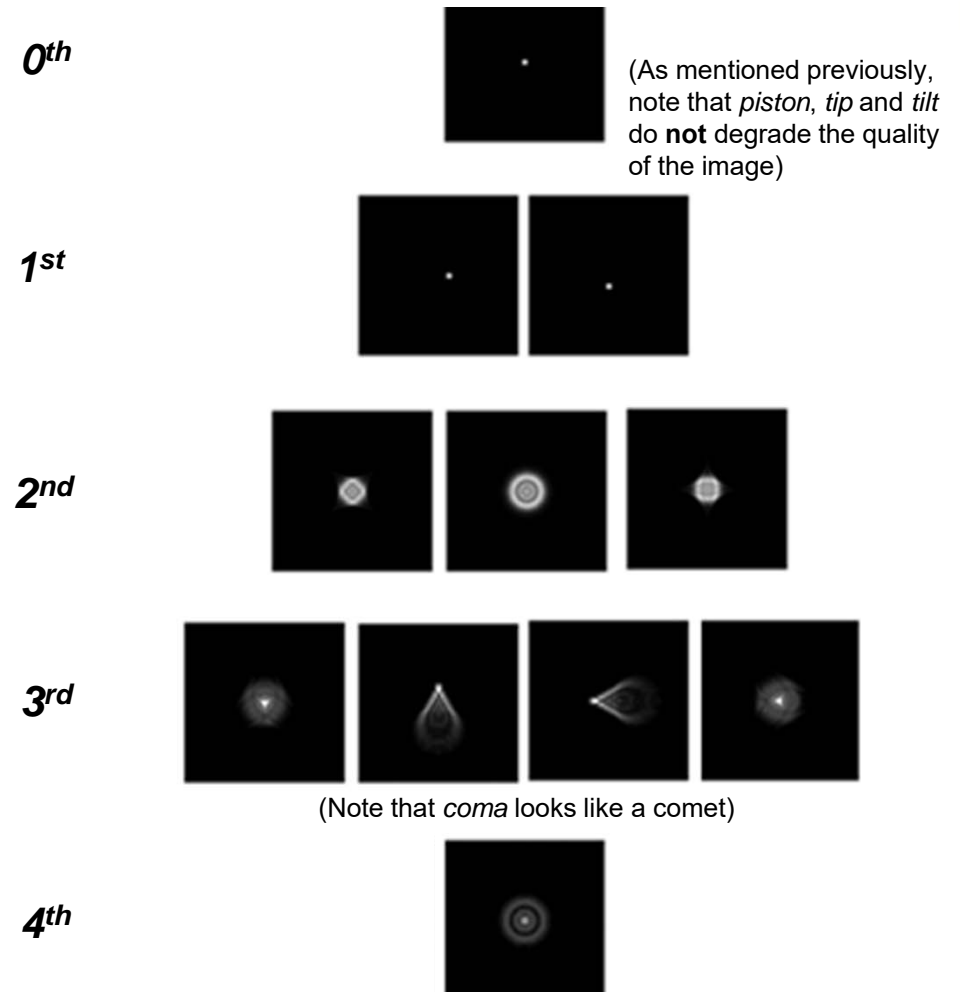 0th
(As mentioned previously,
note that piston, tip and tilt
do not degrade the quality
of the image)
1st
2nd
3rd
(Note that coma looks like a comet)
4th